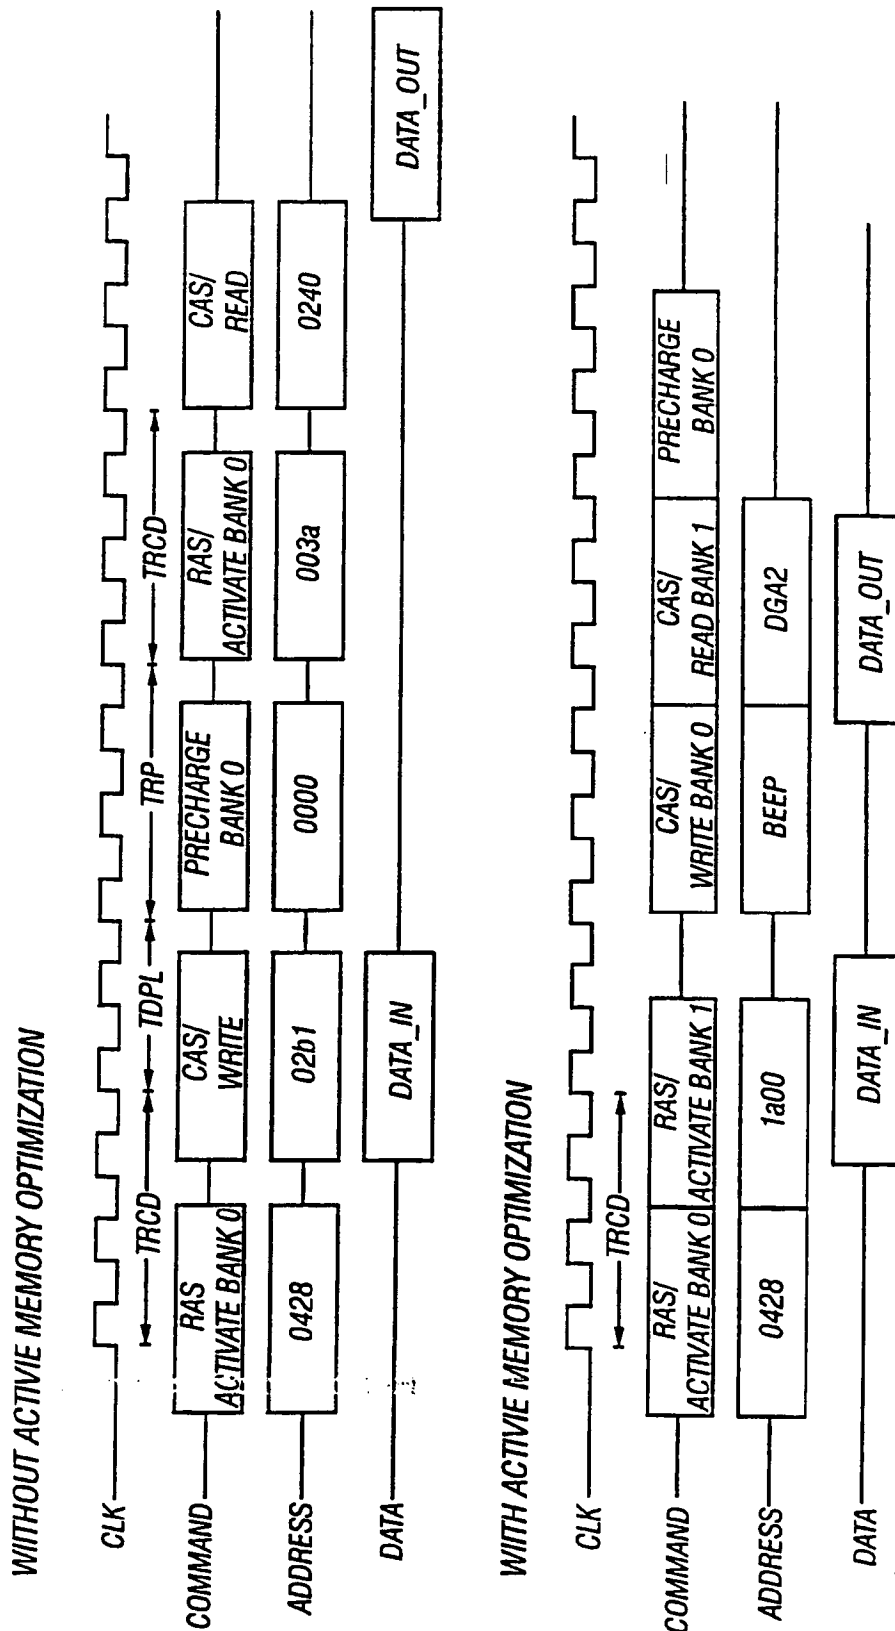 WIITHOUT ACTIVIE MEMORY OPTIMIZATION
CLK
TRCD
TDPL
TRP
TRCD
COMMAND
RAS
ACTIVATE BANK 0
CAS/
WRITE
PRECHARGE
BANK 0
RAS/
ACTIVATE BANK 0
CAS/
READ
ADDRESS
0428
02b1
0000
003a
0240
DATA
DATA_IN
DATA_OUT
WIITH ACTIVIE MEMORY OPTIMIZATION
CLK
TRCD
COMMAND
RAS/
ACTIVATE BANK 0
RAS/
ACTIVATE BANK 1
CAS/
WRITE BANK 0
CAS/
READ BANK 1
PRECHARGE
BANK 0
ADDRESS
0428
1a00
BEEP
DGA2
DATA
DATA_IN
DATA_OUT